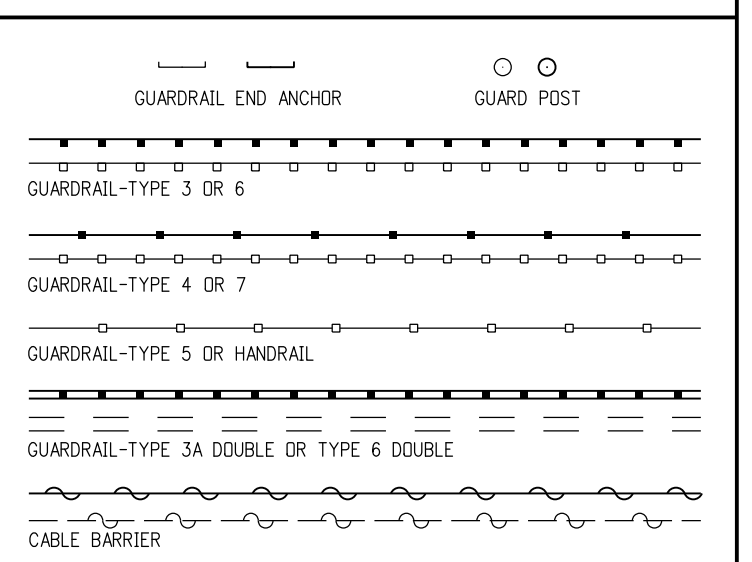 GUARDRAIL END ANCHOR
GUARD POST
GUARDRAIL-TYPE 3 OR 6
GUARDRAIL-TYPE 4 OR 7
GUARDRAIL-TYPE 5 OR HANDRAIL
GUARDRAIL-TYPE 3A DOUBLE OR TYPE 6 DOUBLE
CABLE BARRIER